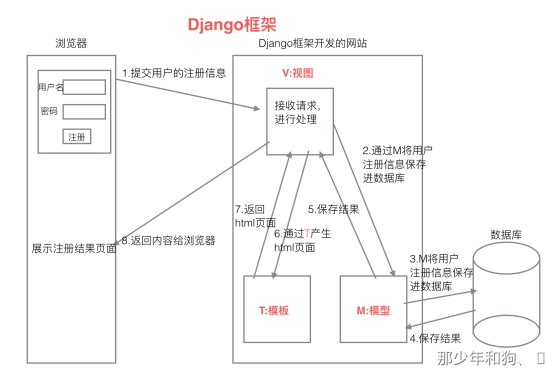 Django框架
浏览器
Django框架开发的网站
用户名
密码
注册
1.提交用户的注册信息
V:视图
接收请求，
进行处理
2.通过M将用户
注册信息保存
进数据库
7.返回
html页面
5.保存结果
6.通过T产生
html页面
8.返回内容给浏览器
展示注册结果页面
T:模板
M:模型
3.M将用户
注册信息保存
进数据库
数据库
4.保存结果
那少年和狗、